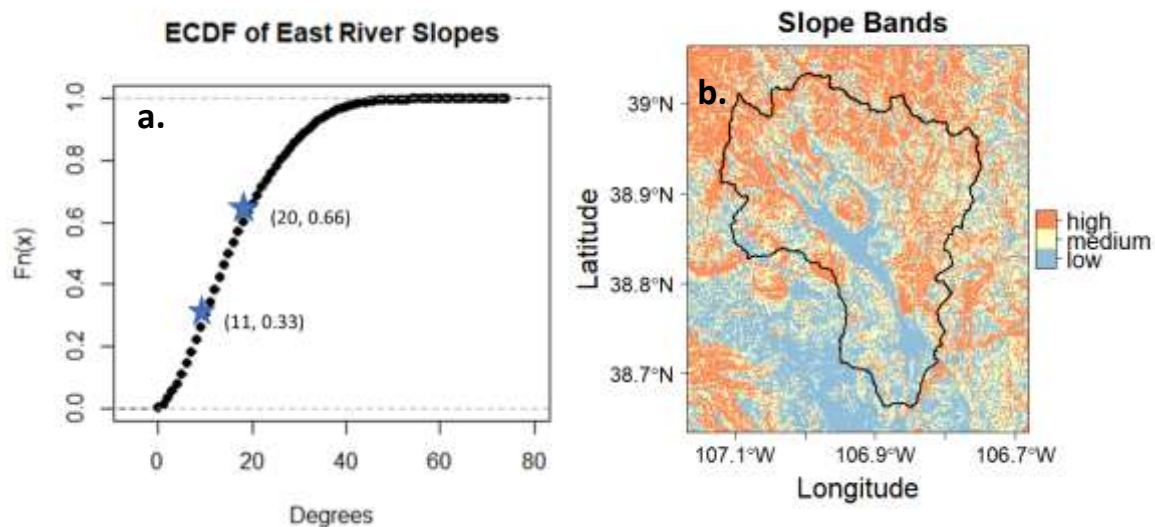 ECDF of East River Slopes
a.
Fn(x)
1.0
0.8
0.6
0.4
0.2
0.0
(20, 0.66)
(11, 0.33)
0 20 40 60 80
Degrees
Slope Bands
b.
Latitude
39°N
38.9°N
38.8°N
38.7°N
107.1°W 106.9°W 106.7°W
Longitude
high
medium
low